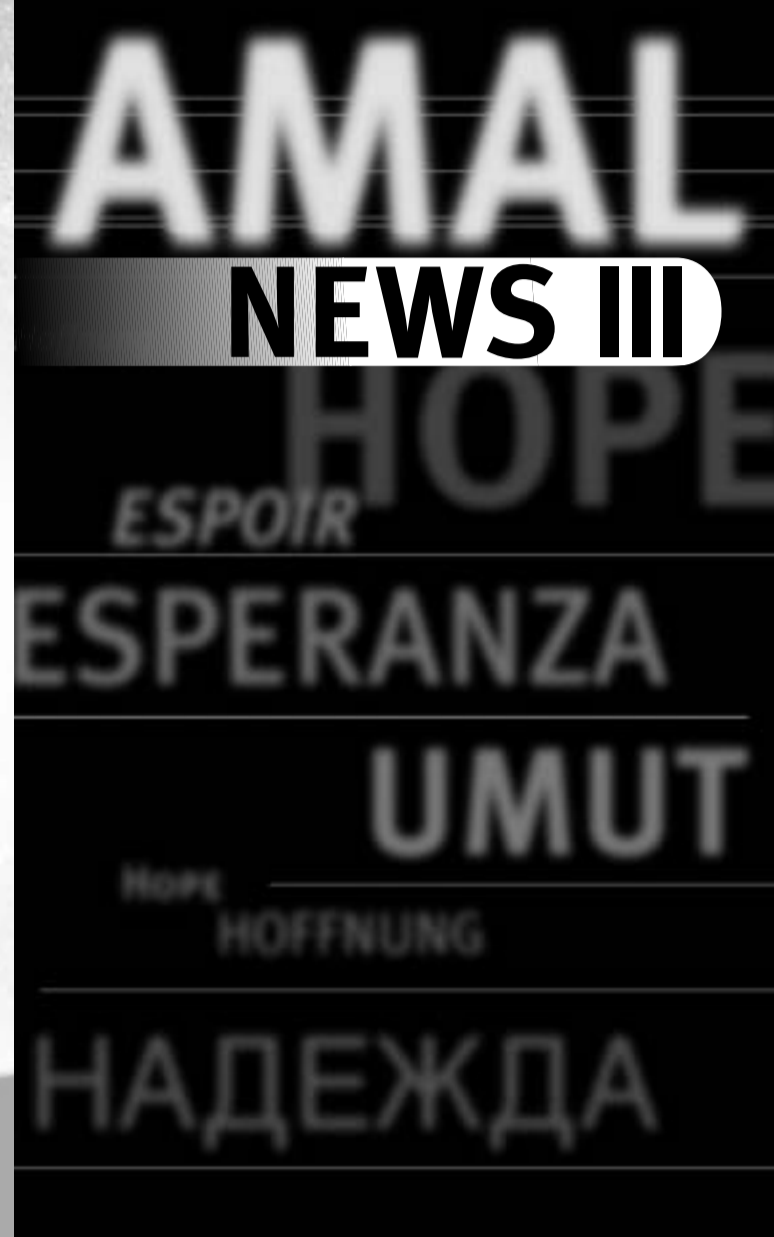 AMAL
NEWS III
HOPE
ESPOIR
ESPERANZA
UMUT
HOPE
HOFFNUNG
НАДЕЖДА